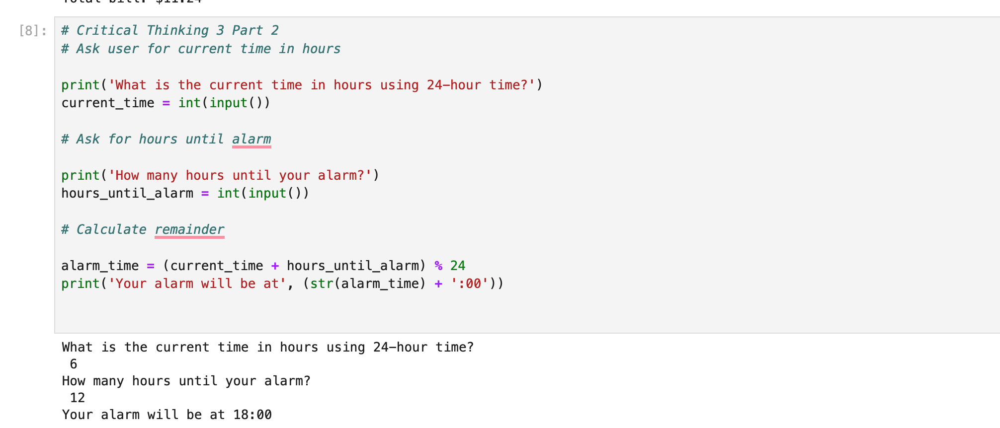 Total bill: $11.24
[8]:
# Critical Thinking 3 Part 2
# Ask user for current time in hours
print('What is the current time in hours using 24-hour time?')
current_time = int(input())
# Ask for hours until alarm
print('How many hours until your alarm?')
hours_until_alarm = int(input())
# Calculate remainder
alarm_time = (current_time + hours_until_alarm) % 24
print('Your alarm will be at', (str(alarm_time) + ':00'))
What is the current time in hours using 24-hour time?
6
How many hours until your alarm?
12
Your alarm will be at 18:00